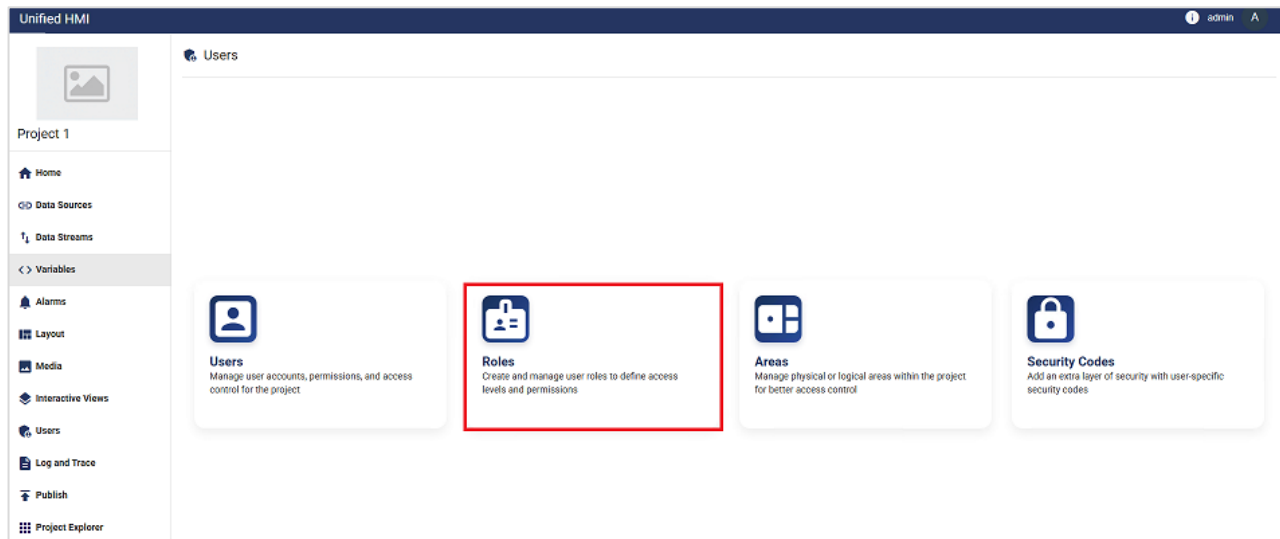 Unified HMI
i admin A
Project 1
Home
Data Sources
Data Streams
Variables
Alarms
Layout
Media
Interactive Views
Users
Log and Trace
Publish
Project Explorer
Users
Users
Manage user accounts, permissions, and access
control for the project
Roles
Create and manage user roles to define access
levels and permissions
Areas
Manage physical or logical areas within the project
for better access control
Security Codes
Add an extra layer of security with user-specific
security codes